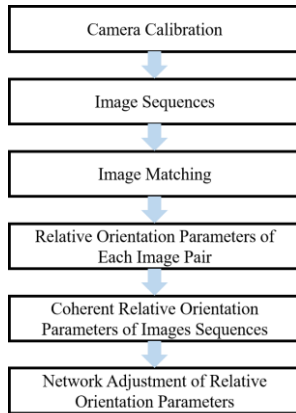 Camera Calibration
Image Sequences
Image Matching
Relative Orientation Parameters of
Each Image Pair
Coherent Relative Orientation
Parameters of Images Sequences
Network Adjustment of Relative
Orientation Parameters